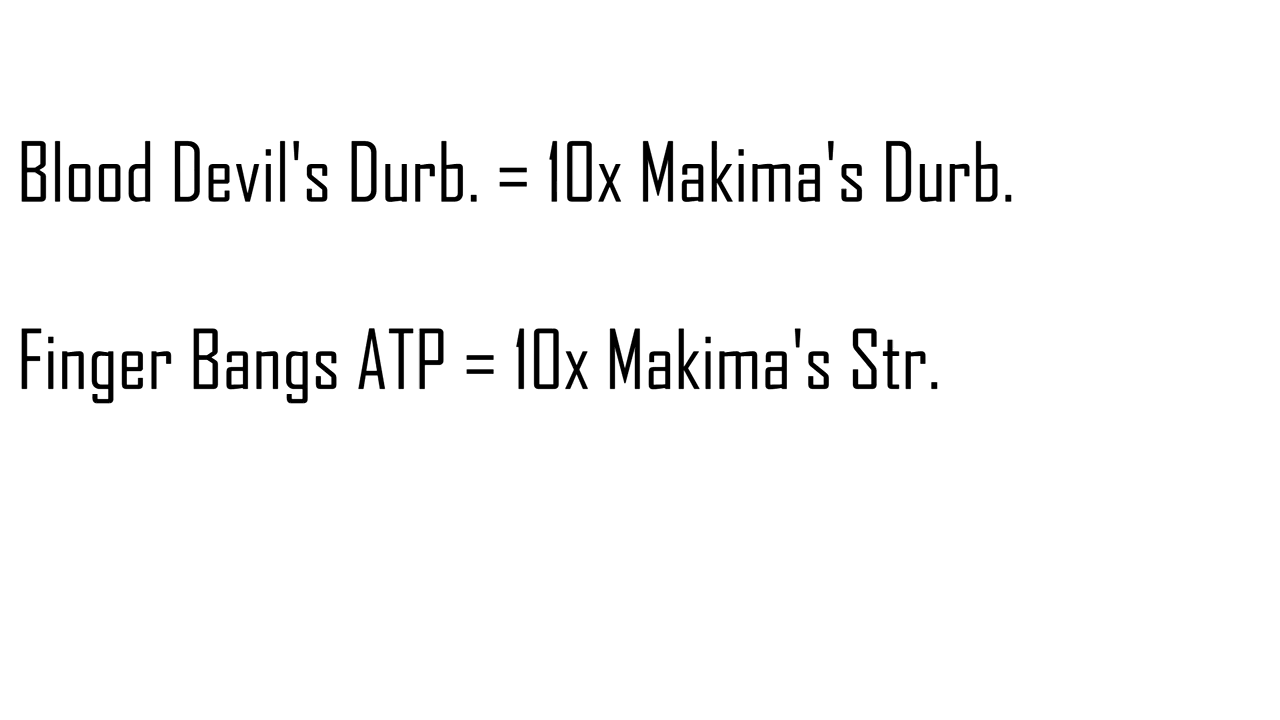 Blood Devil's Durb. = 10x Makima's Durb.
Finger Bangs ATP = 10x Makima's Str.